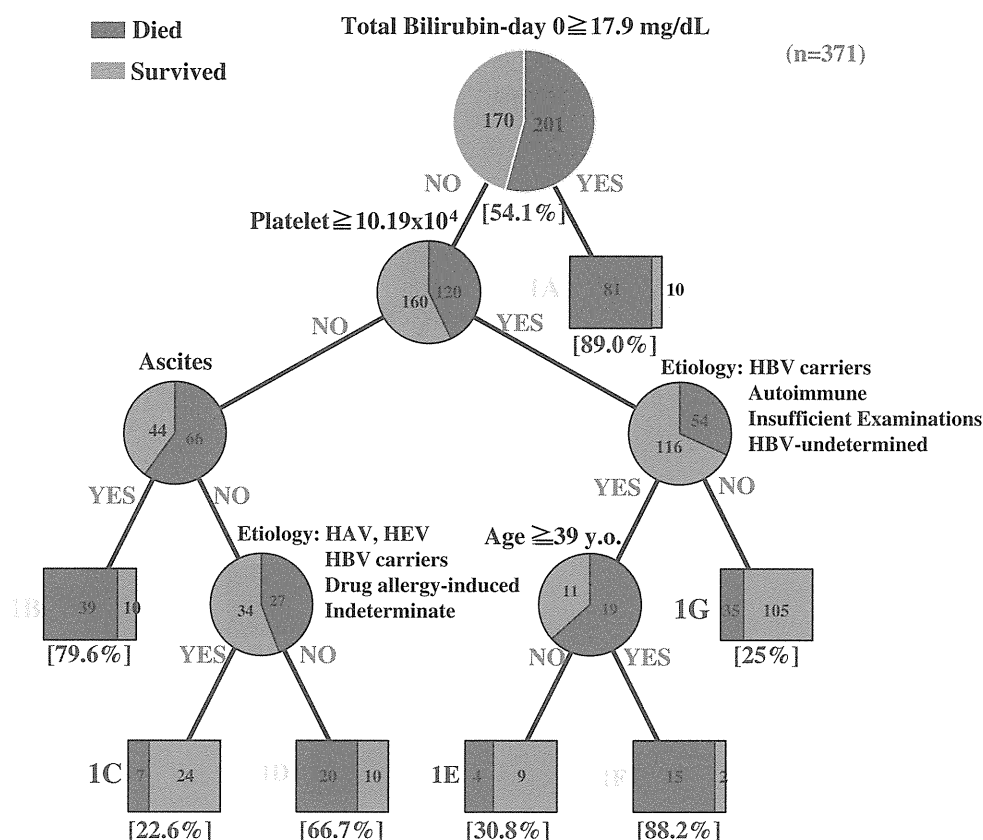 Died
Survived
Total Bilirubin-day 0≧17.9 mg/dL
(n=371)
170
201
NO
YES
[54.1%]
Platelet≧10.19x10⁴
160
120
1A
81
10
[89.0%]
NO
YES
Ascites
44
66
Etiology: HBV carriers
Autoimmune
Insufficient Examinations
HBV-undetermined
54
116
YES
NO
YES
NO
Etiology: HAV, HEV
HBV carriers
Drug allergy-induced
Indeterminate
34
27
Age ≧39 y.o.
11
19
1B
39
10
[79.6%]
1G
35
105
[25%]
YES
NO
NO
YES
1C
7
24
[22.6%]
1D
20
10
[66.7%]
1E
4
9
[30.8%]
1F
15
2
[88.2%]